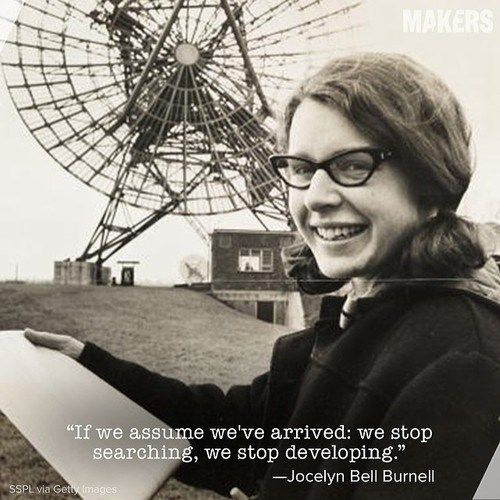 MAKERS
“If we assume we've arrived: we stop
searching, we stop developing.”
—Jocelyn Bell Burnell
SSPL via Getty Images